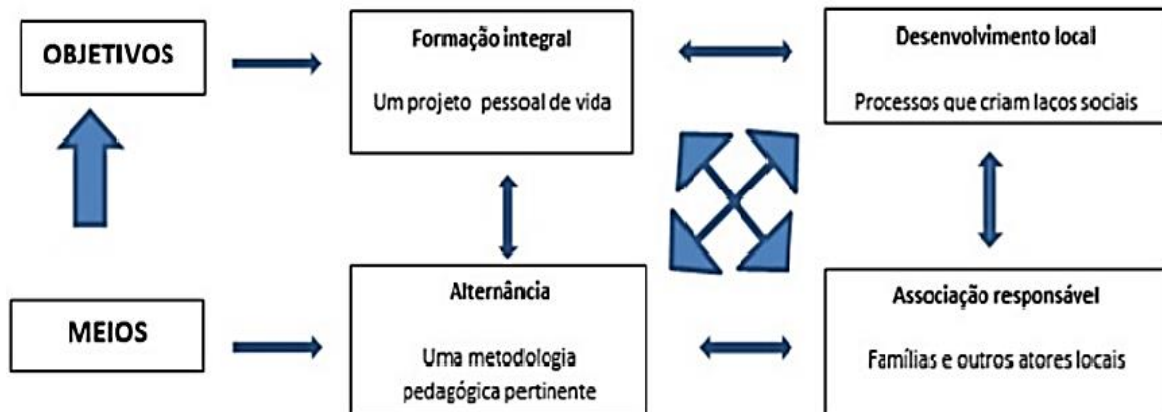 OBJETIVOS
Formação integral
Um projeto pessoal de vida
Desenvolvimento local
Processos que criam laços sociais
MEIOS
Alternância
Uma metodologia
pedagógica pertinente
Associação responsável
Famílias e outros atores locais